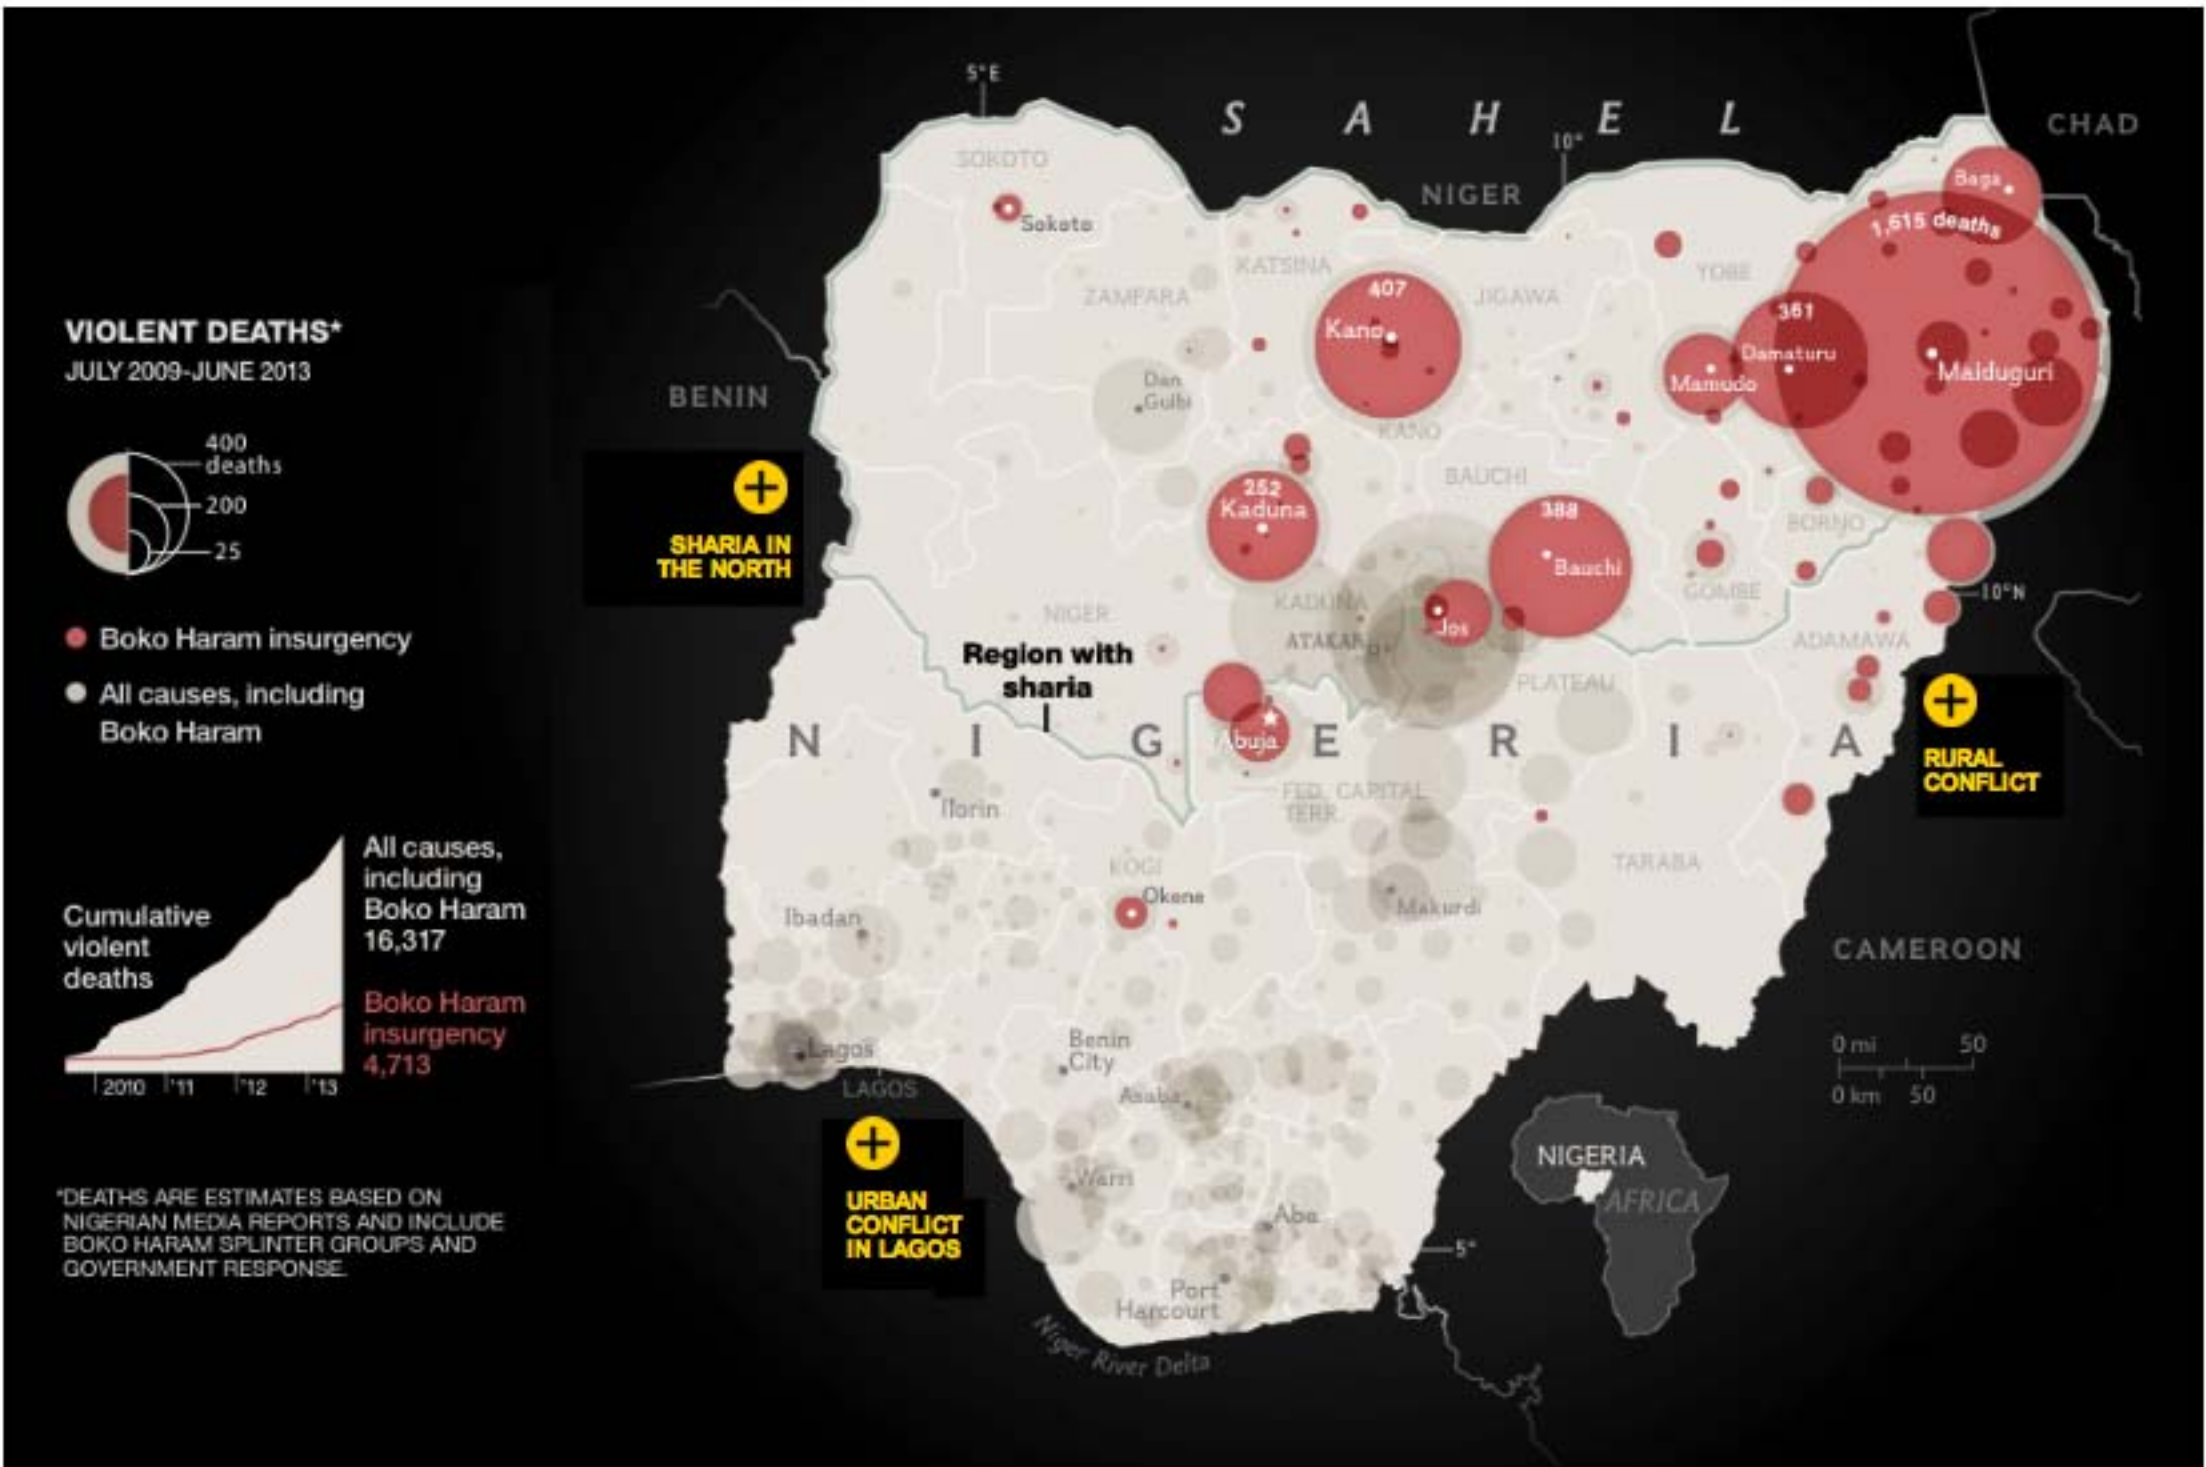 VIOLENT DEATHS*
JULY 2009-JUNE 2013
400
deaths
200
25
Boko Haram insurgency
All causes, including
Boko Haram
Cumulative
violent
deaths
All causes,
including
Boko Haram
16,317
Boko Haram
insurgency
4,713
2010 '11 '12 '13
*DEATHS ARE ESTIMATES BASED ON
NIGERIAN MEDIA REPORTS AND INCLUDE
BOKO HARAM SPLINTER GROUPS AND
GOVERNMENT RESPONSE.
5°E
SAHEL
10°
CHAD
NIGER
SOKOTO
Sokoto
Baga
1,615 deaths
KATSINA
ZAMFARA
JIGAWA
YOBE
407
Kano
361
Damaturu
Mamudo
Maiduguri
BENIN
Dan
Gulbi
KANO
BAUCHI
252
Kaduna
388
Bauchi
BORNO
SHARIA IN
THE NORTH
10°N
GOMBE
KADUNA
NIGER
Jos
ATAKAR
ADAMAWA
Region with
sharia
PLATEAU
NIGERIA
Abuja
RURAL
CONFLICT
FED. CAPITAL
TERR.
Ilorin
KOGI
Okene
TARABA
Ibadan
Makurdi
CAMEROON
Lagos
LAGOS
Benin
City
Asaba
0 mi 50
0 km 50
URBAN
CONFLICT
IN LAGOS
Warri
Aba
5°
Port
Harcourt
Niger River Delta
NIGERIA
AFRICA